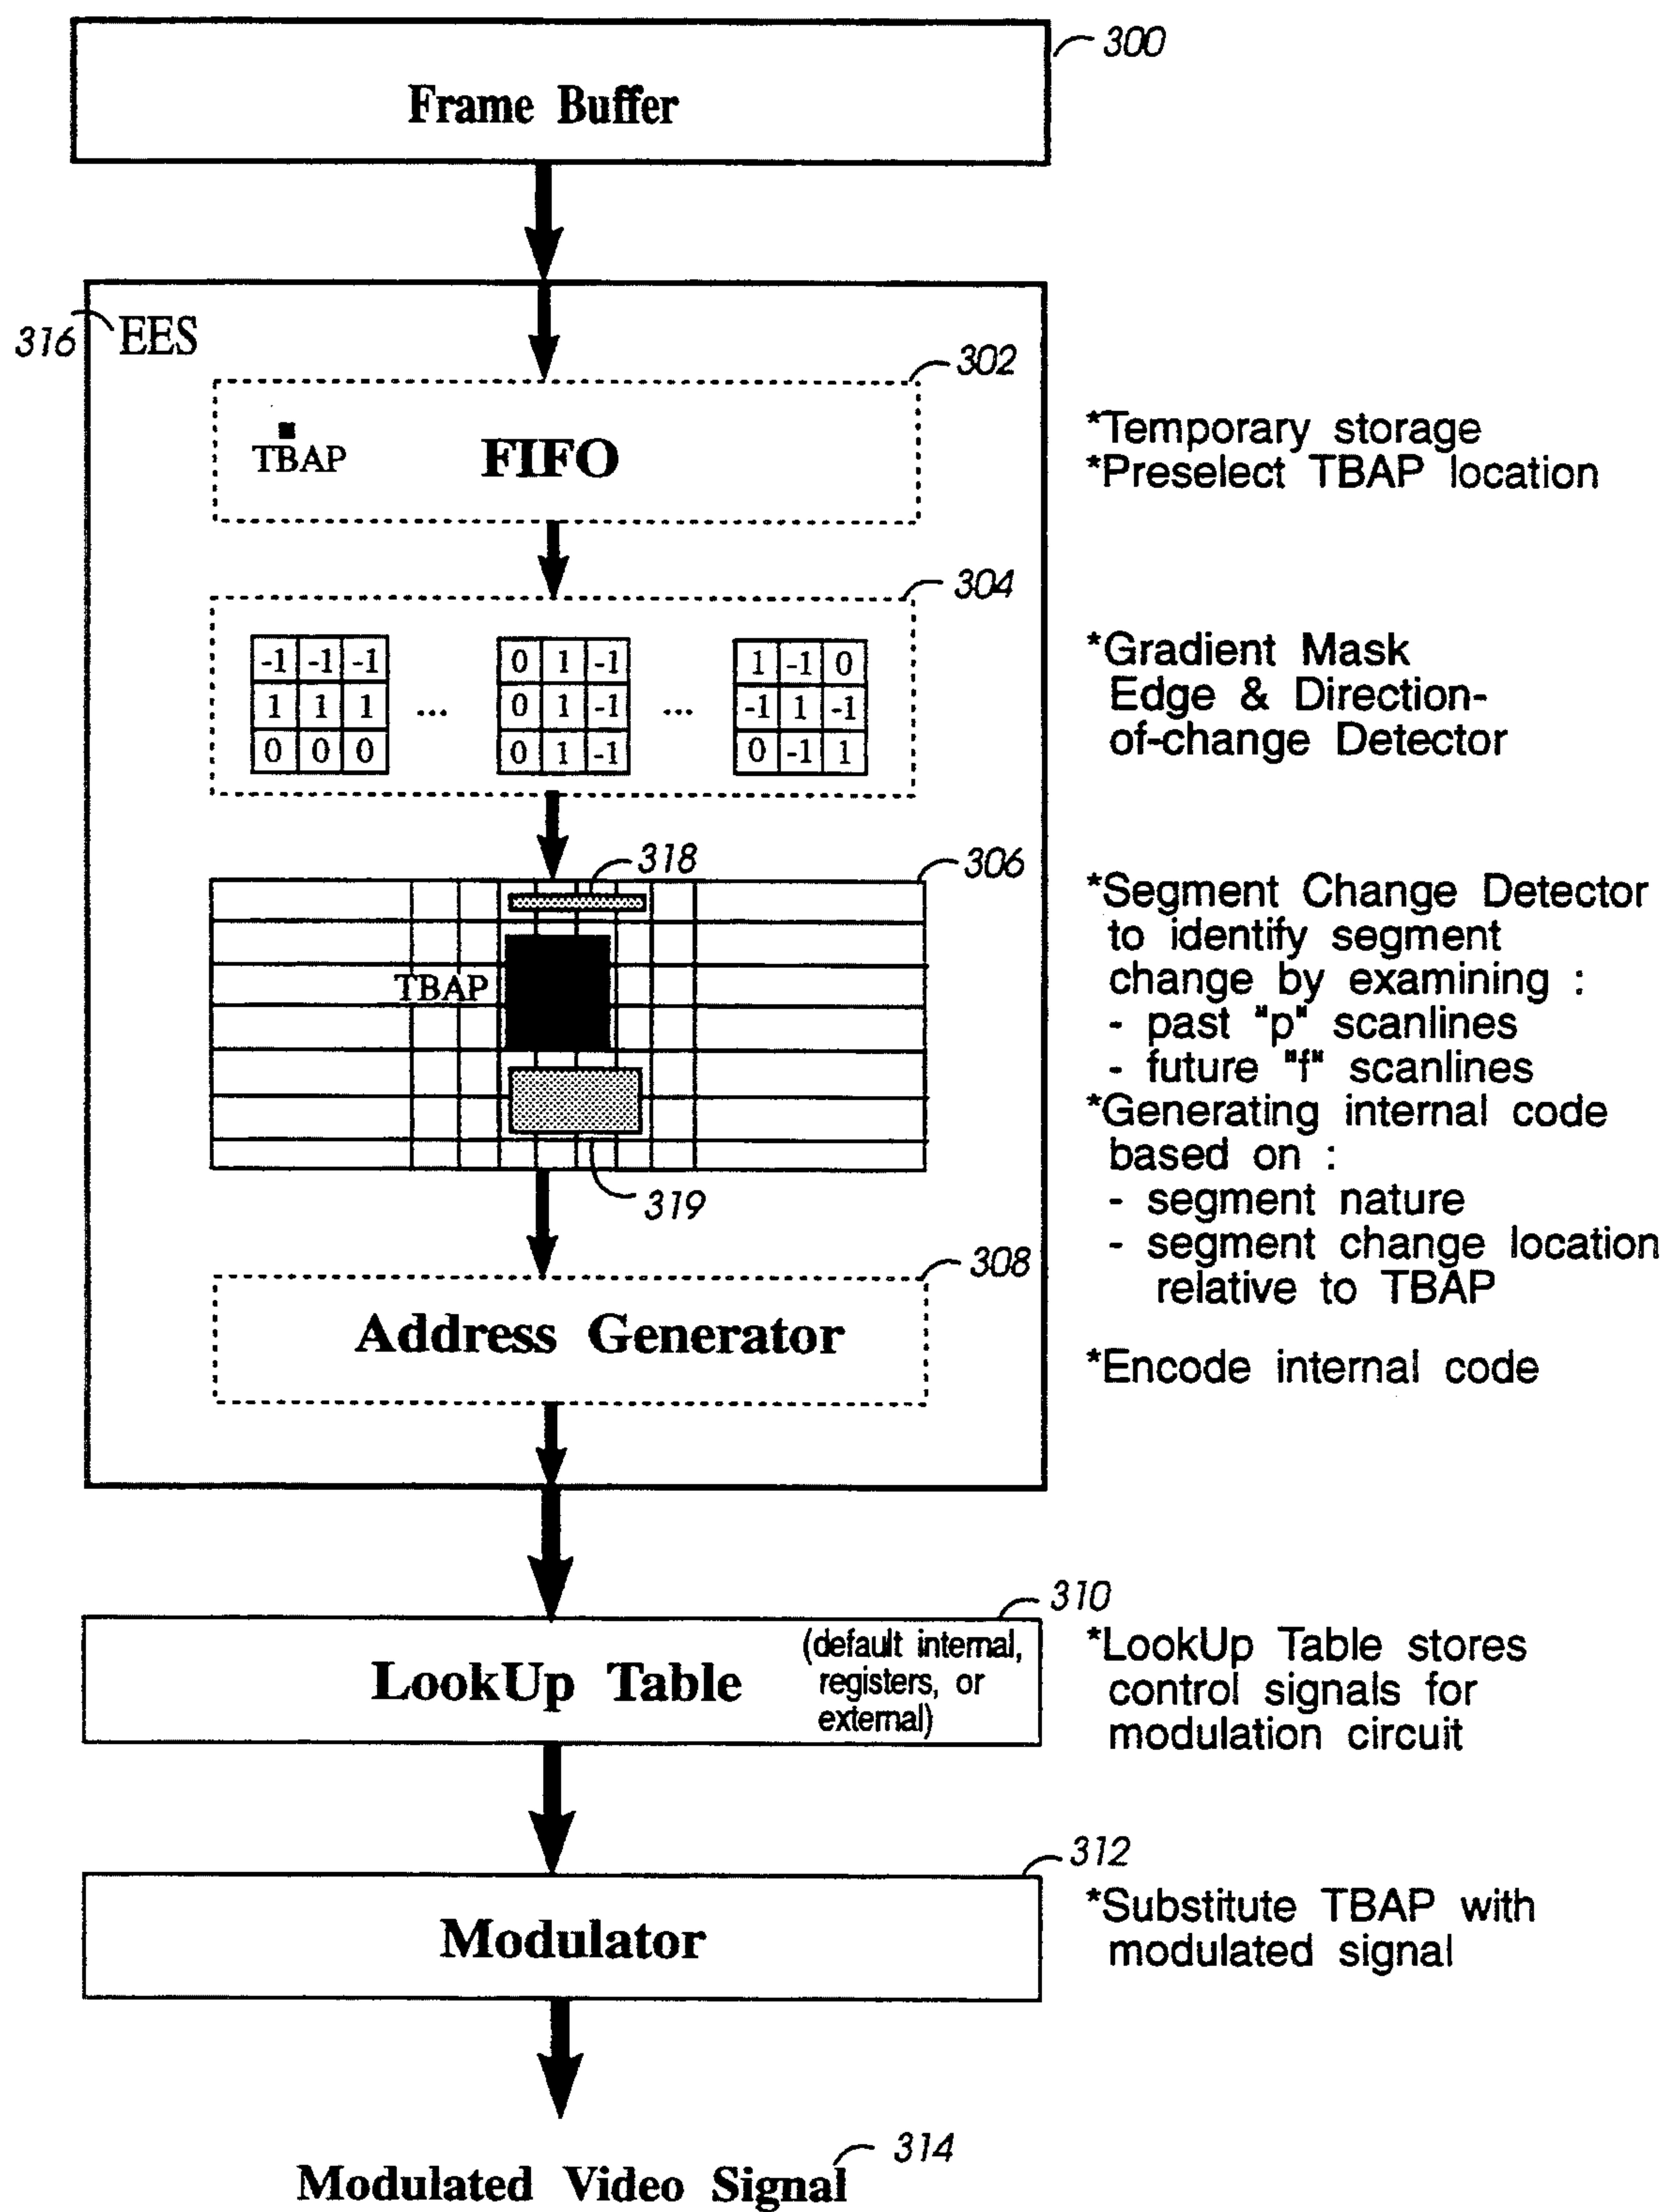 300
Frame Buffer
316
EES
302
TBAP
FIFO
*Temporary storage
*Preselect TBAP location
304
-1 -1 -1
1 1 1
0 0 0
...
0 1 -1
0 1 -1
0 1 -1
...
1 -1 0
-1 1 -1
0 -1 1
*Gradient Mask
Edge & Direction-
of-change Detector
318
306
TBAP
319
*Segment Change Detector
to identify segment
change by examining :
- past "p" scanlines
- future "f" scanlines
*Generating internal code
based on :
- segment nature
- segment change location
relative to TBAP
308
Address Generator
*Encode internal code
310
LookUp Table
(default internal,
registers, or
external)
*LookUp Table stores
control signals for
modulation circuit
312
Modulator
*Substitute TBAP with
modulated signal
314
Modulated Video Signal